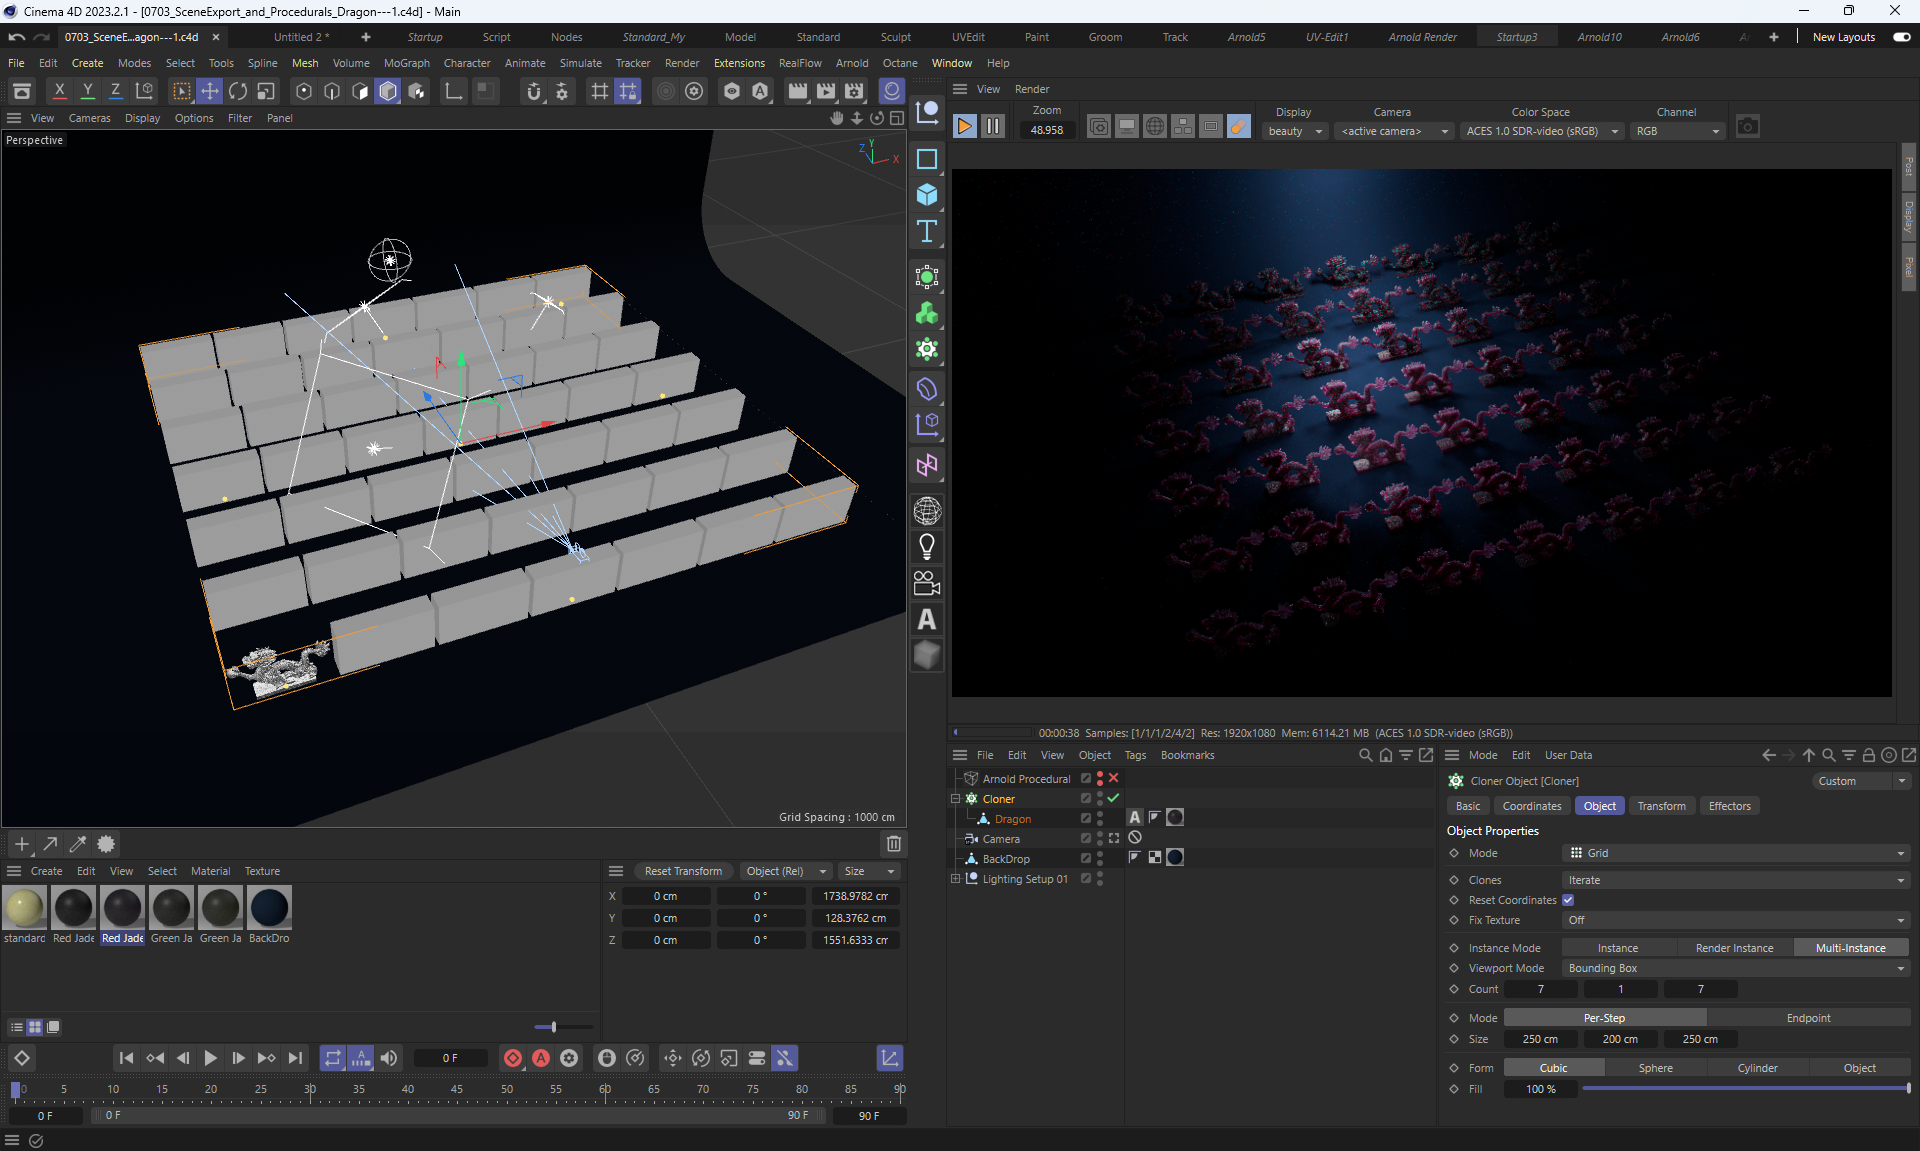 Cinema 4D 2023.2.1 - [0703_SceneExport_and_Procedurals_Dragon---1.c4d] - Main
0703_SceneE...agon---1.c4d
Untitled 2 *
Startup
Script
Nodes
Standard_My
Model
Standard
Sculpt
UVEdit
Paint
Groom
Track
Arnold5
UV-Edit1
Arnold Render
Startup3
Arnold10
Arnold6
New Layouts
File Edit Create Modes Select Tools Spline Mesh Volume MoGraph Character Animate Simulate Tracker Render Extensions RealFlow Arnold Octane Window Help
X Y Z
View Cameras Display Options Filter Panel
Perspective
Y
Z
X
Grid Spacing : 1000 cm
View Render
Zoom
48.958
Display
beauty
Camera
<active camera>
Color Space
ACES 1.0 SDR-video (sRGB)
Channel
RGB
Post
Display
Pixel
00:00:38 Samples: [1/1/1/2/4/2] Res: 1920x1080 Mem: 6114.21 MB (ACES 1.0 SDR-video (sRGB))
File Edit View Object Tags Bookmarks
Arnold Procedural
Cloner
Dragon
Camera
BackDrop
Lighting Setup 01
Mode Edit User Data
Cloner Object [Cloner]
Custom
Basic Coordinates Object Transform Effectors
Object Properties
Mode Grid
Clones Iterate
Reset Coordinates
Fix Texture Off
Instance Mode Instance Render Instance Multi-Instance
Viewport Mode Bounding Box
Count 7 1 7
Mode Per-Step Endpoint
Size 250 cm 200 cm 250 cm
Form Cubic Sphere Cylinder Object
Fill 100 %
Create Edit View Select Material Texture
standard Red Jade Red Jade Green Ja Green Ja BackDro
Reset Transform Object (Rel) Size
X 0 cm 0 ° 1738.9782 cm
Y 0 cm 0 ° 128.3762 cm
Z 0 cm 0 ° 1551.6333 cm
0 F
0 5 10 15 20 25 30 35 40 45 50 55 60 65 70 75 80 85 90
0 F 0 F 90 F 90 F